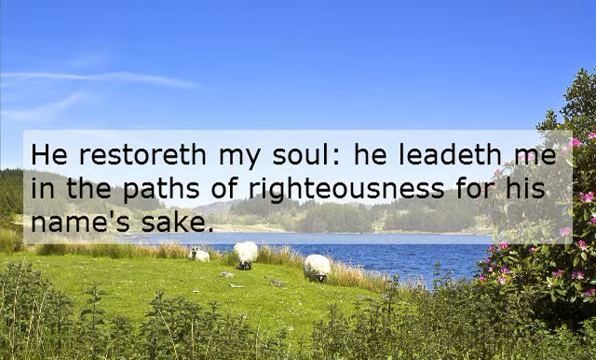 He restoreth my soul: he leadeth me
in the paths of righteousness for his
name's sake.